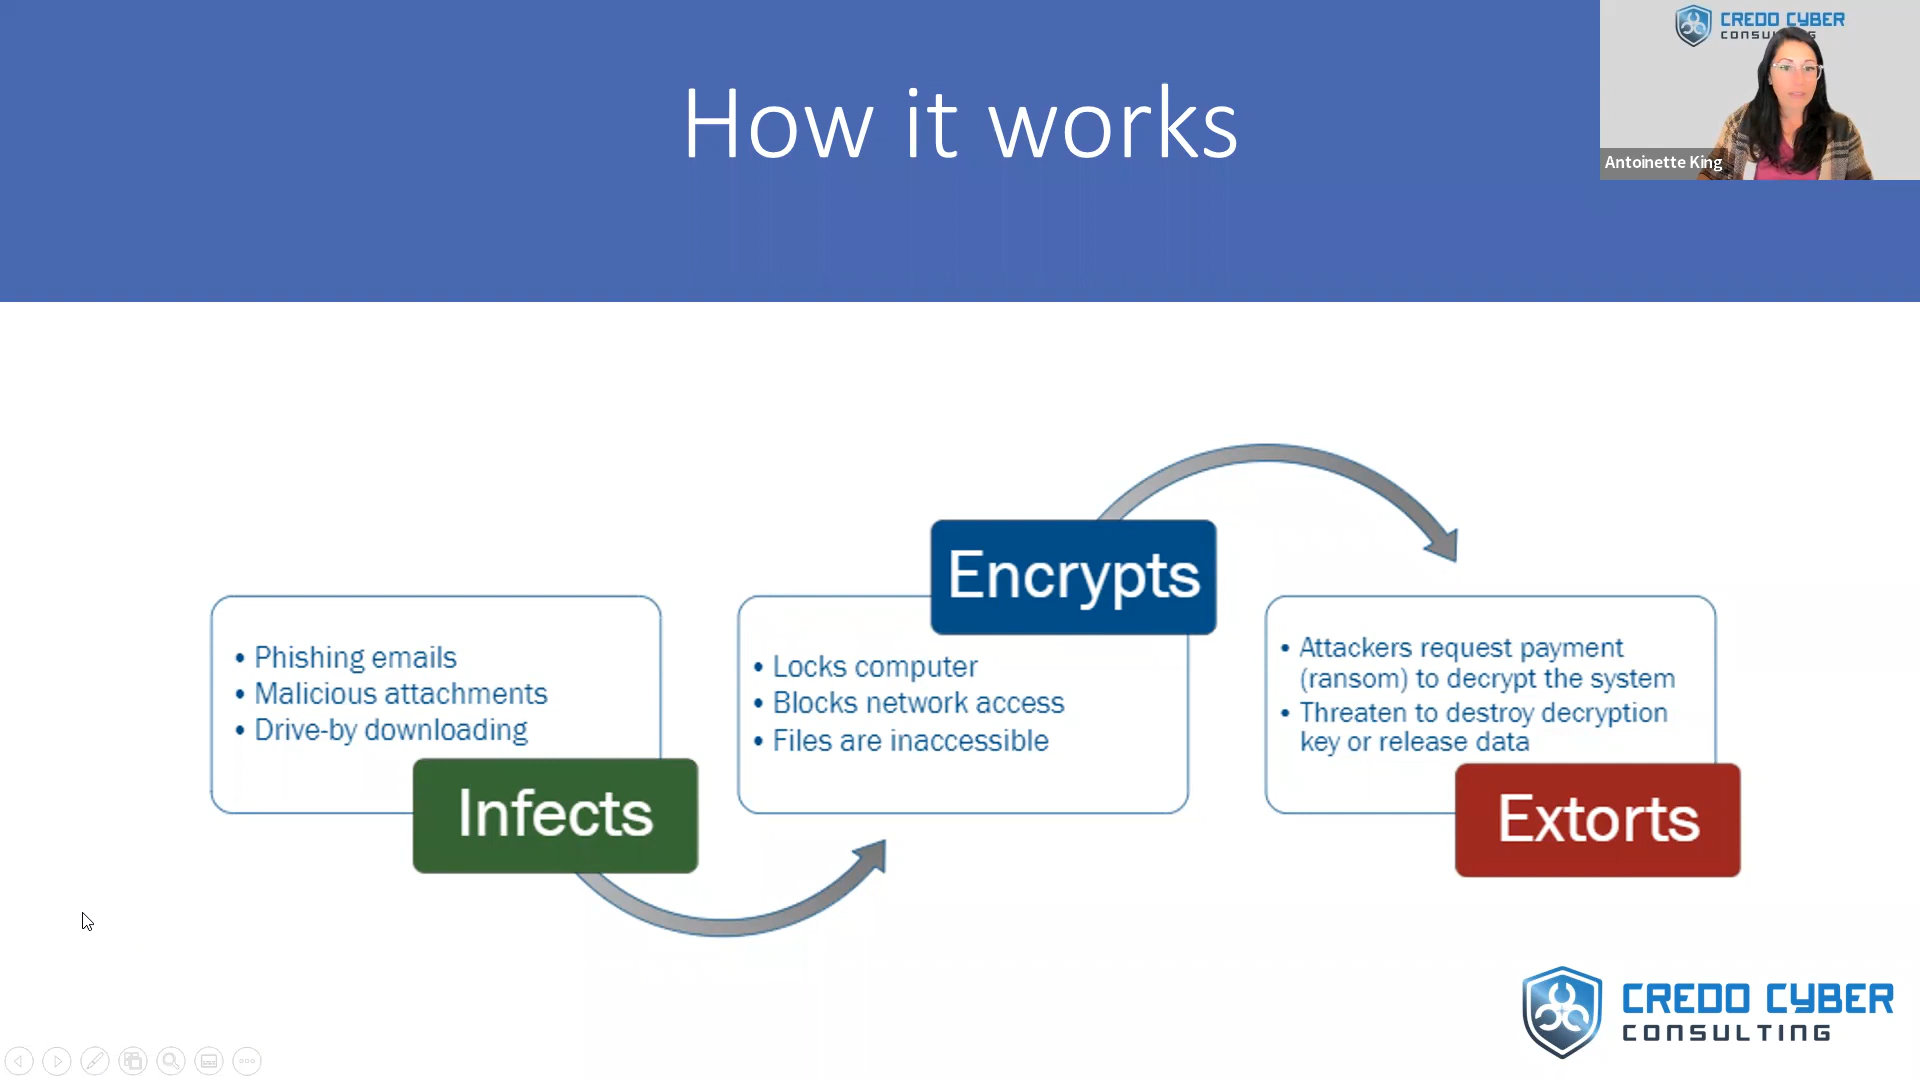 How it works
CREDO CYBER
Antoinette King
Encrypts
• Phishing emails
• Malicious attachments
• Drive-by downloading
Infects
• Locks computer
• Blocks network access
• Files are inaccessible
• Attackers request payment
(ransom) to decrypt the system
• Threaten to destroy decryption
key or release data
Extorts
CREDO CYBER
CONSULTING